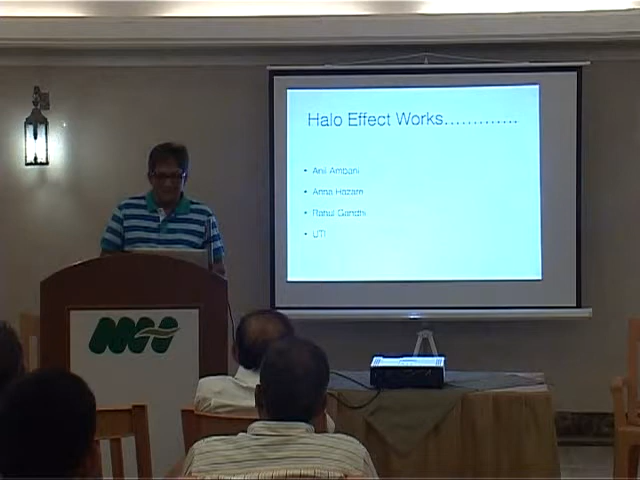 Halo Effect Works.............
• Anil Ambani
• Anna Hazare
• Rahul Gandhi
• UTI